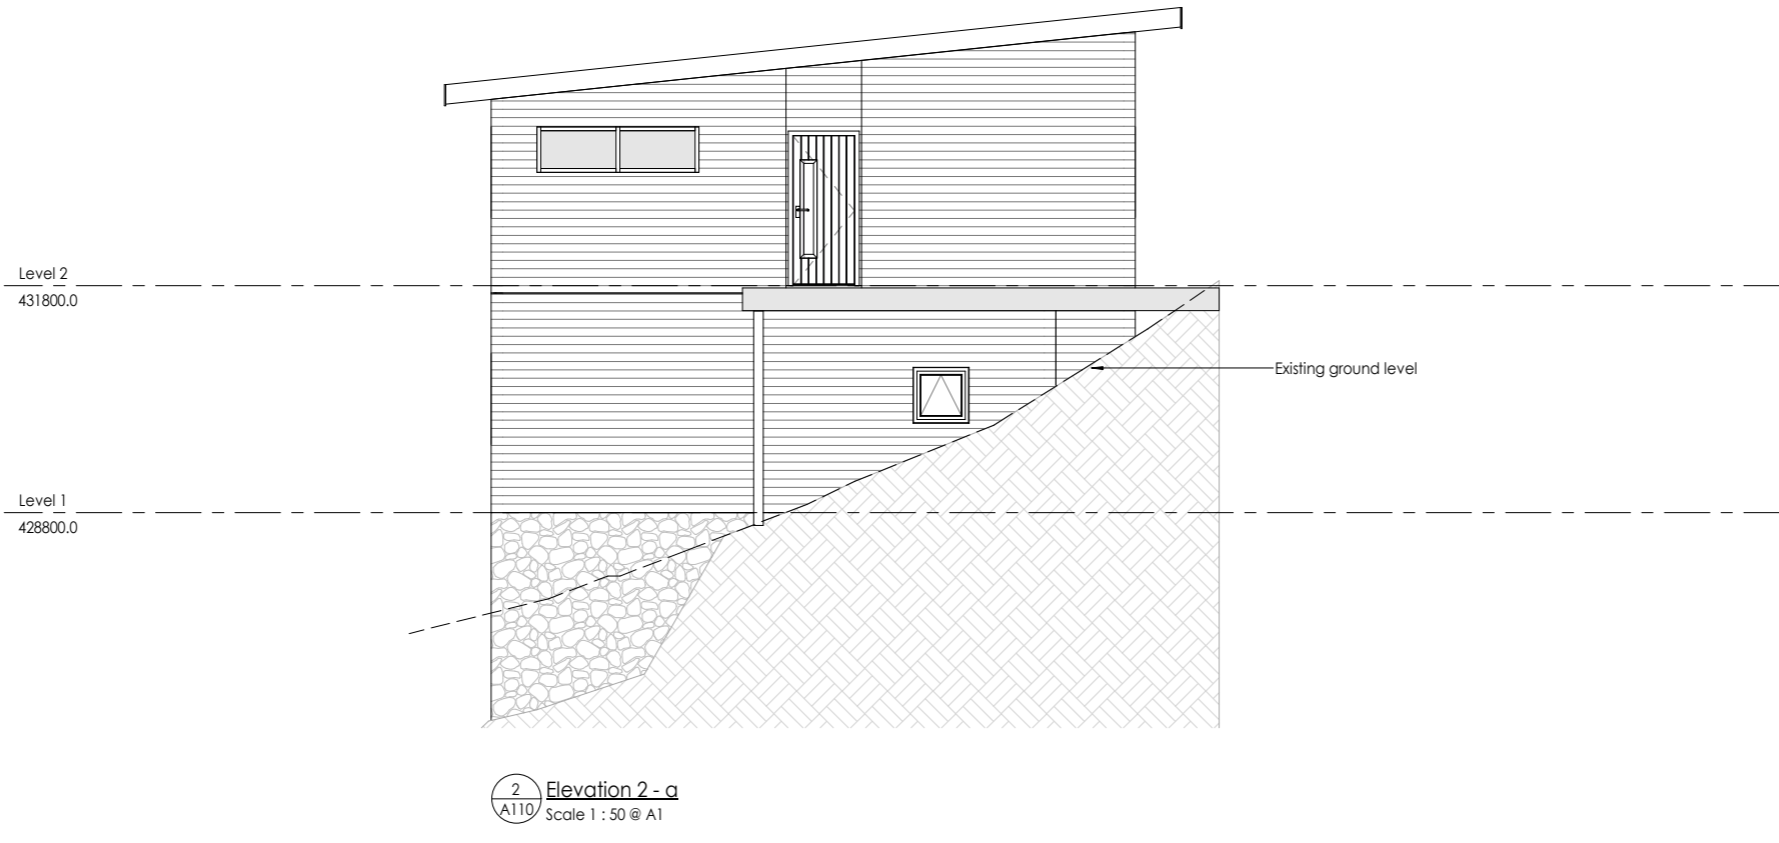 Level 2
431800.0
Existing ground level
Level 1
428800.0
2
A110
Elevation 2 - a
Scale 1 : 50 @ A1